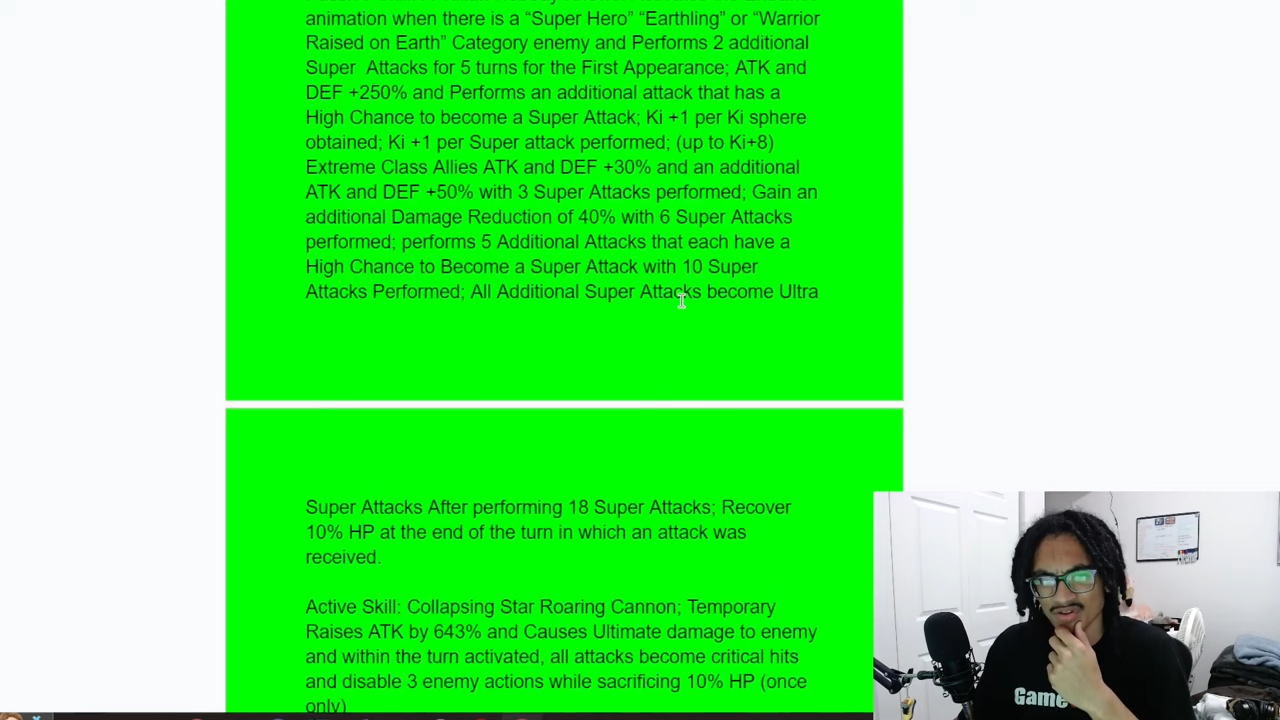 animation when there is a “Super Hero” “Earthling” or “Warrior
Raised on Earth” Category enemy and Performs 2 additional
Super  Attacks for 5 turns for the First Appearance; ATK and
DEF +250% and Performs an additional attack that has a
High Chance to become a Super Attack; Ki +1 per Ki sphere
obtained; Ki +1 per Super attack performed; (up to Ki+8)
Extreme Class Allies ATK and DEF +30% and an additional
ATK and DEF +50% with 3 Super Attacks performed; Gain an
additional Damage Reduction of 40% with 6 Super Attacks
performed; performs 5 Additional Attacks that each have a
High Chance to Become a Super Attack with 10 Super
Attacks Performed; All Additional Super Attacks become Ultra
Super Attacks After performing 18 Super Attacks; Recover
10% HP at the end of the turn in which an attack was
received.
Active Skill: Collapsing Star Roaring Cannon; Temporary
Raises ATK by 643% and Causes Ultimate damage to enemy
and within the turn activated, all attacks become critical hits
and disable 3 enemy actions while sacrificing 10% HP (once
only)
Game